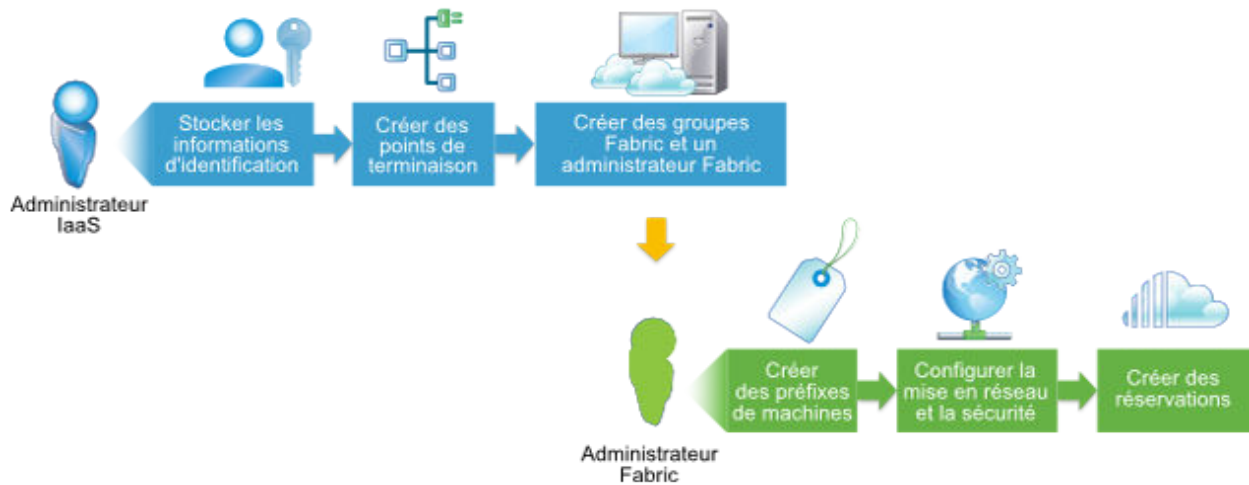 Stocker les
informations
d'identification
Créer des
points de
terminaison
Créer des groupes
Fabric et un
administrateur Fabric
Administrateur
IaaS
Créer
des préfixes
de machines
Configurer la
mise en réseau
et la sécurité
Créer des
réservations
Administrateur
Fabric